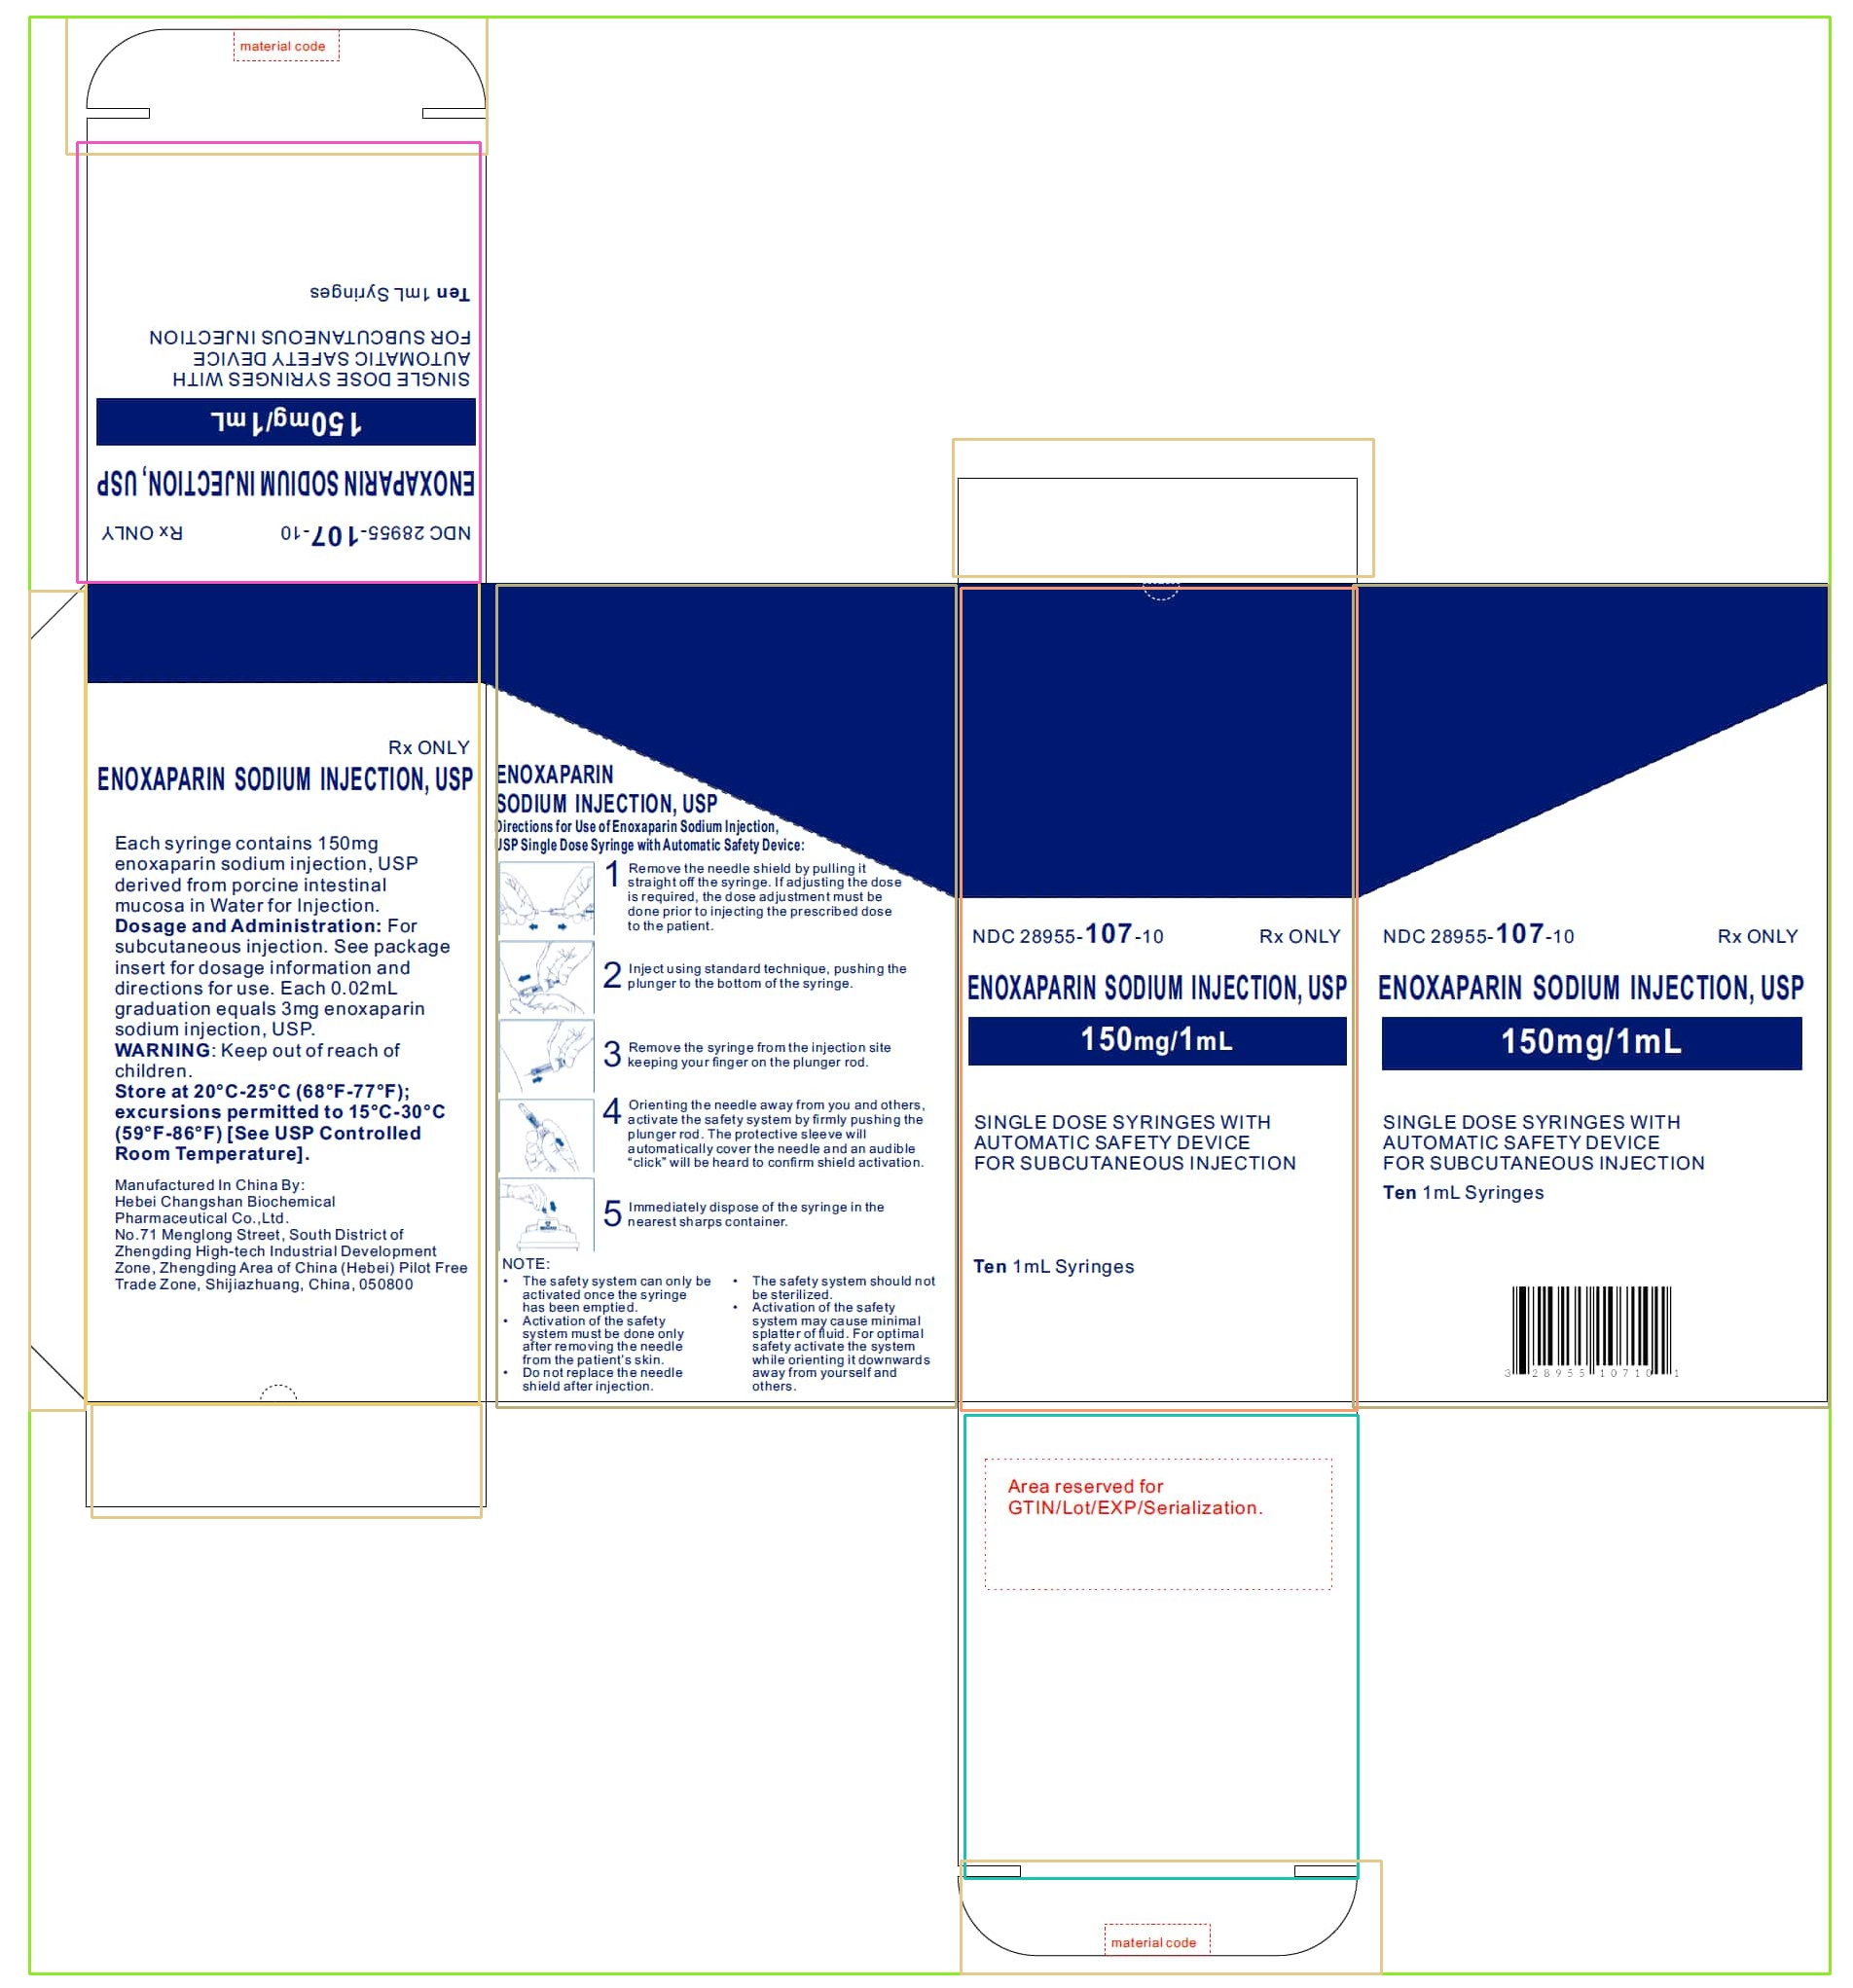 material code
NDC 28955-107-10 Rx ONLY
ENOXAPARIN SODIUM INJECTION, USP
150mg/1mL
SINGLE DOSE SYRINGES WITH
AUTOMATIC SAFETY DEVICE
FOR SUBCUTANEOUS INJECTION
Ten 1mL Syringes
Rx ONLY
ENOXAPARIN SODIUM INJECTION, USP
Each syringe contains 150mg
enoxaparin sodium injection, USP
derived from porcine intestinal
mucosa in Water for Injection.
Dosage and Administration: For
subcutaneous injection. See package
insert for dosage information and
directions for use. Each 0.02mL
graduation equals 3mg enoxaparin
sodium injection, USP.
WARNING: Keep out of reach of
children.
Store at 20°C-25°C (68°F-77°F);
excursions permitted to 15°C-30°C
(59°F-86°F) [See USP Controlled
Room Temperature].
Manufactured In China By:
Hebei Changshan Biochemical
Pharmaceutical Co.,Ltd.
No.71 Menglong Street, South District of
Zhengding High-tech Industrial Development
Zone, Zhengding Area of China (Hebei) Pilot Free
Trade Zone, Shijiazhuang, China, 050800
ENOXAPARIN
SODIUM INJECTION, USP
Directions for Use of Enoxaparin Sodium Injection,
USP Single Dose Syringe with Automatic Safety Device:
1 Remove the needle shield by pulling it
straight off the syringe. If adjusting the dose
is required, the dose adjustment must be
done prior to injecting the prescribed dose
to the patient.
2 Inject using standard technique, pushing the
plunger to the bottom of the syringe.
3 Remove the syringe from the injection site
keeping your finger on the plunger rod.
4 Orienting the needle away from you and others,
activate the safety system by firmly pushing the
plunger rod. The protective sleeve will
automatically cover the needle and an audible
“click” will be heard to confirm shield activation.
5 Immediately dispose of the syringe in the
nearest sharps container.
NOTE:
• The safety system can only be
activated once the syringe
has been emptied.
• Activation of the safety
system must be done only
after removing the needle
from the patient's skin.
• Do not replace the needle
shield after injection.
• The safety system should not
be sterilized.
• Activation of the safety
system may cause minimal
splatter of fluid. For optimal
safety activate the system
while orienting it downwards
away from yourself and
others.
NDC 28955-107-10 Rx ONLY
ENOXAPARIN SODIUM INJECTION, USP
150mg/1mL
SINGLE DOSE SYRINGES WITH
AUTOMATIC SAFETY DEVICE
FOR SUBCUTANEOUS INJECTION
Ten 1mL Syringes
NDC 28955-107-10 Rx ONLY
ENOXAPARIN SODIUM INJECTION, USP
150mg/1mL
SINGLE DOSE SYRINGES WITH
AUTOMATIC SAFETY DEVICE
FOR SUBCUTANEOUS INJECTION
Ten 1mL Syringes
3 28955 10710 1
Area reserved for
GTIN/Lot/EXP/Serialization.
material code